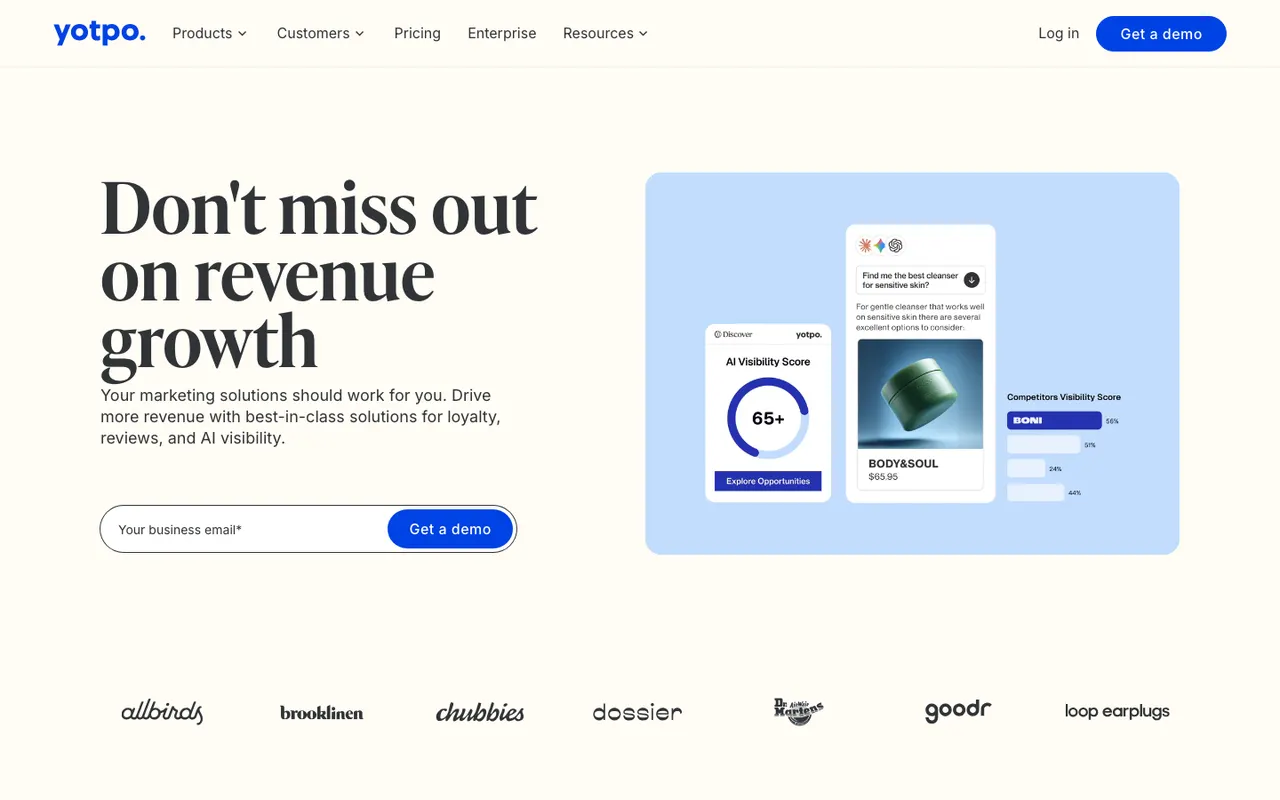 yotpo.
Products
Customers
Pricing
Enterprise
Resources
Log in
Get a demo
Don't miss out
on revenue
growth
Your marketing solutions should work for you. Drive
more revenue with best-in-class solutions for loyalty,
reviews, and AI visibility.
Your business email*
Get a demo
Discover
yotpo.
AI Visibility Score
65+
Explore Opportunities
Find me the best cleanser
for sensitive skin?
For gentle cleanser that works well
on sensitive skin there are several
excellent options to consider:
BODY&SOUL
$65.95
Competitors Visibility Score
BONI
56%
51%
24%
44%
allbirds
brooklinen
chubbies
dossier
Dr. AirWair
Martens
goodr
loop earplugs